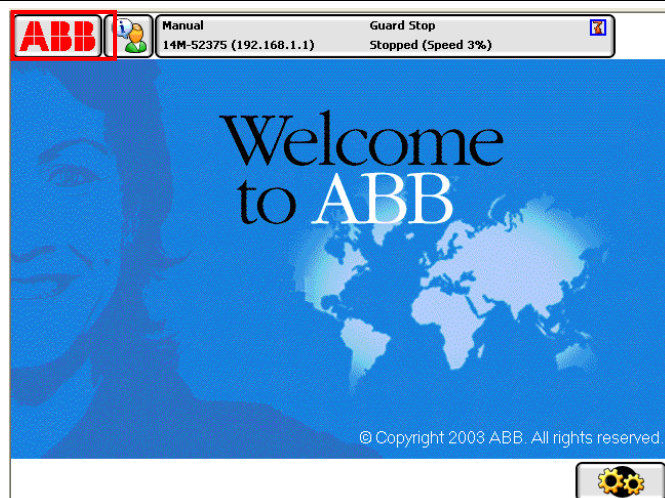 ABB
Manual
Guard Stop
14M-52375 (192.168.1.1)
Stopped (Speed 3%)
Welcome
to ABB
© Copyright 2003 ABB. All rights reserved.